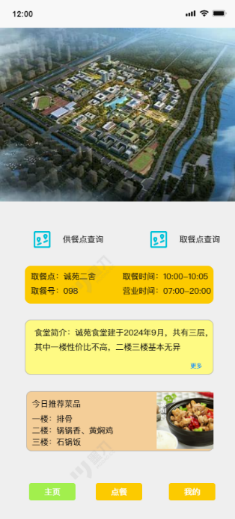 12:00
供餐点查询 取餐点查询
取餐点：诚苑二舍 取餐时间：10:00-10:05
取餐号：098 营业时间：07:00-20:00
食堂简介：诚苑食堂建于2024年9月，共有三层，
其中一楼性价比不高，二楼三楼基本无异
更多
今日推荐菜品
一楼：排骨
二楼：锅锅香、黄焖鸡
三楼：石锅饭
主页 点餐 我的